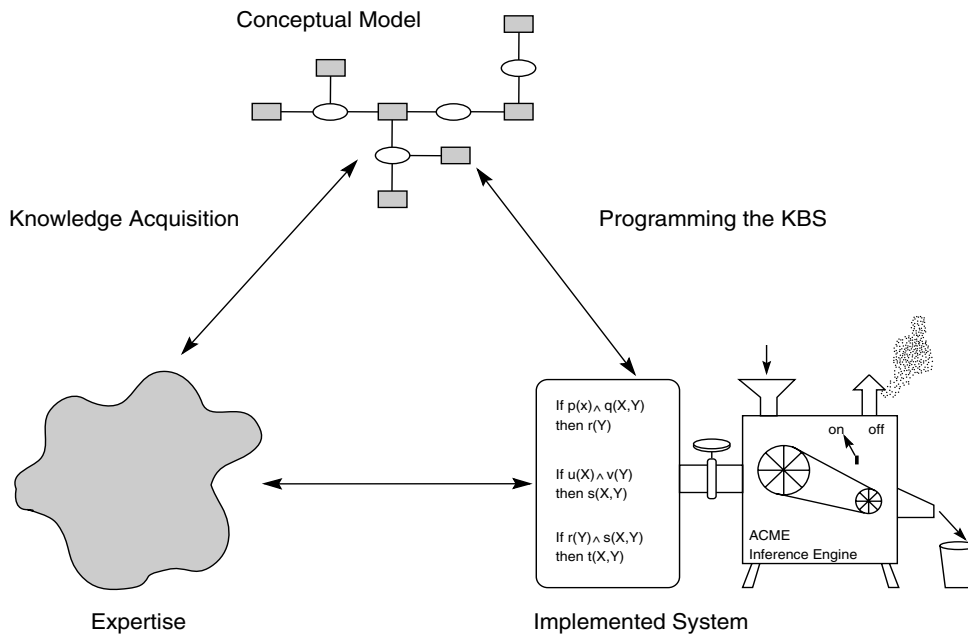 Conceptual Model
Knowledge Acquisition
Programming the KBS
If p(x)∧ q(X,Y)
then r(Y)
If u(X)∧ v(Y)
then s(X,Y)
If r(Y)∧ s(X,Y)
then t(X,Y)
on off
ACME
Inference Engine
Expertise
Implemented System